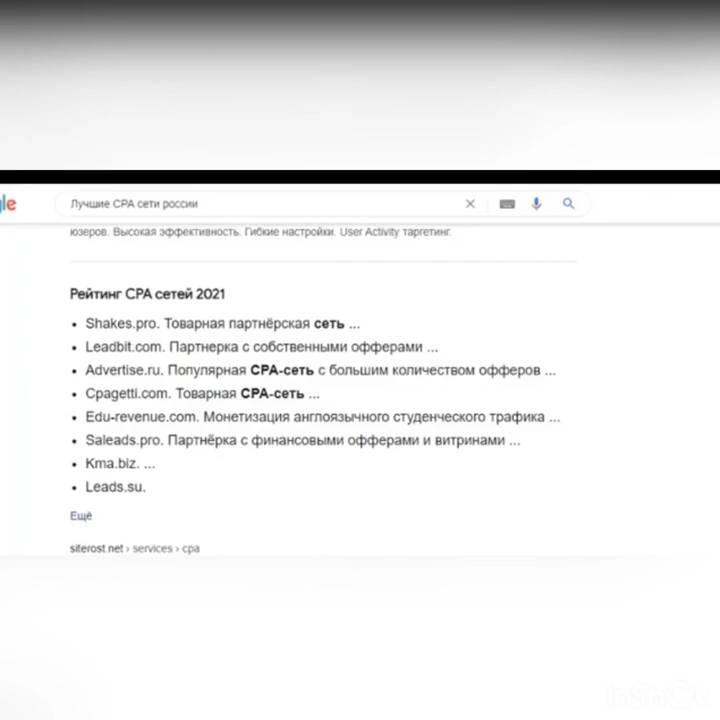 le
Лучшие CPA сети россии
юзеров. Высокая эффективность. Гибкие настройки. User Activity таргетинг.
Рейтинг CPA сетей 2021
• Shakes.pro. Товарная партнёрская сеть ...
• Leadbit.com. Партнерка с собственными офферами ...
• Advertise.ru. Популярная CPA-сеть с большим количеством офферов ...
• Cpagetti.com. Товарная CPA-сеть ...
• Edu-revenue.com. Монетизация англоязычного студенческого трафика ...
• Saleads.pro. Партнёрка с финансовыми офферами и витринами ...
• Kma.biz. ...
• Leads.su.
Ещё
siterost.net › services › cpa